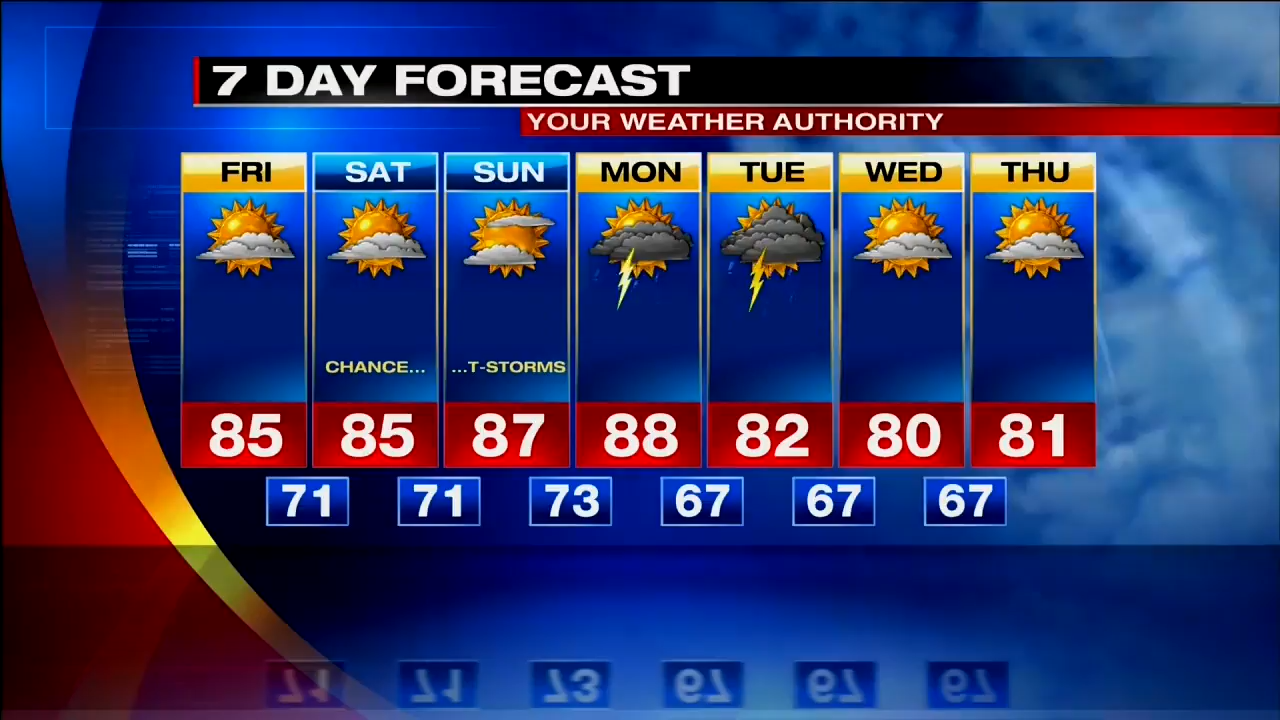 7 DAY FORECAST
YOUR WEATHER AUTHORITY
FRI SAT SUN MON TUE WED THU
CHANCE... ...T-STORMS
85 85 87 88 82 80 81
71 71 73 67 67 67